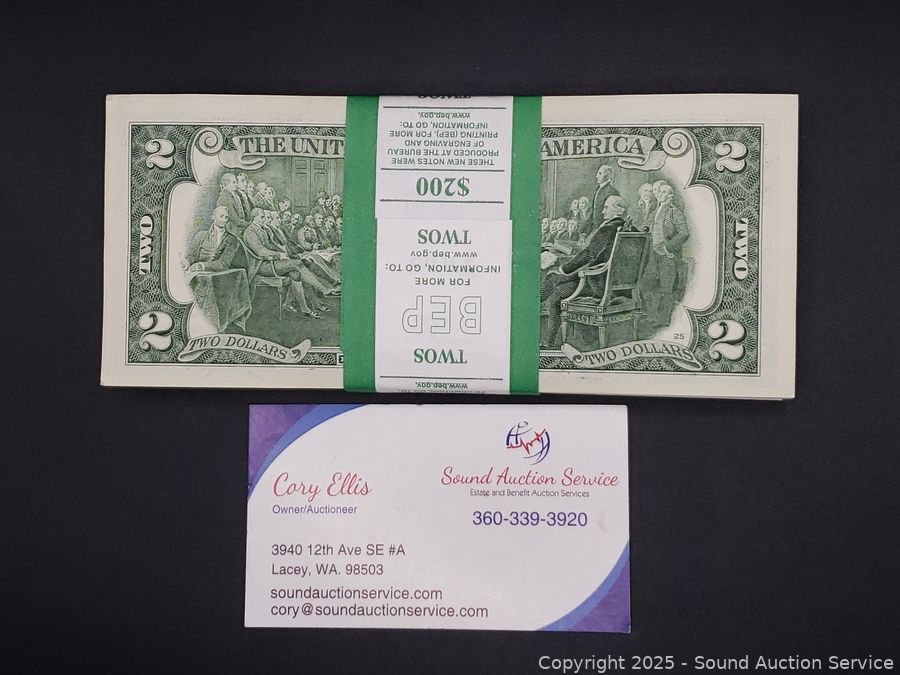 2
THE UNIT
AMERICA
2
TWO
TWO
2
TWO DOLLARS
25
TWO DOLLARS
2
www.bep.gov.
TWOS
BEP
FOR MORE
INFORMATION, GO TO:
www.bep.gov
TWOS
$200
THESE NEW NOTES WERE
PRODUCED AT THE BUREAU
OF ENGRAVING AND
PRINTING (BEP). FOR MORE
INFORMATION, GO TO:
www.bep.gov.
Cory Ellis
Owner/Auctioneer
Sound Auction Service
Estate and Benefit Auction Services
360-339-3920
3940 12th Ave SE #A
Lacey, WA. 98503
soundauctionservice.com
cory@soundauctionservice.com
Copyright 2025 - Sound Auction Service